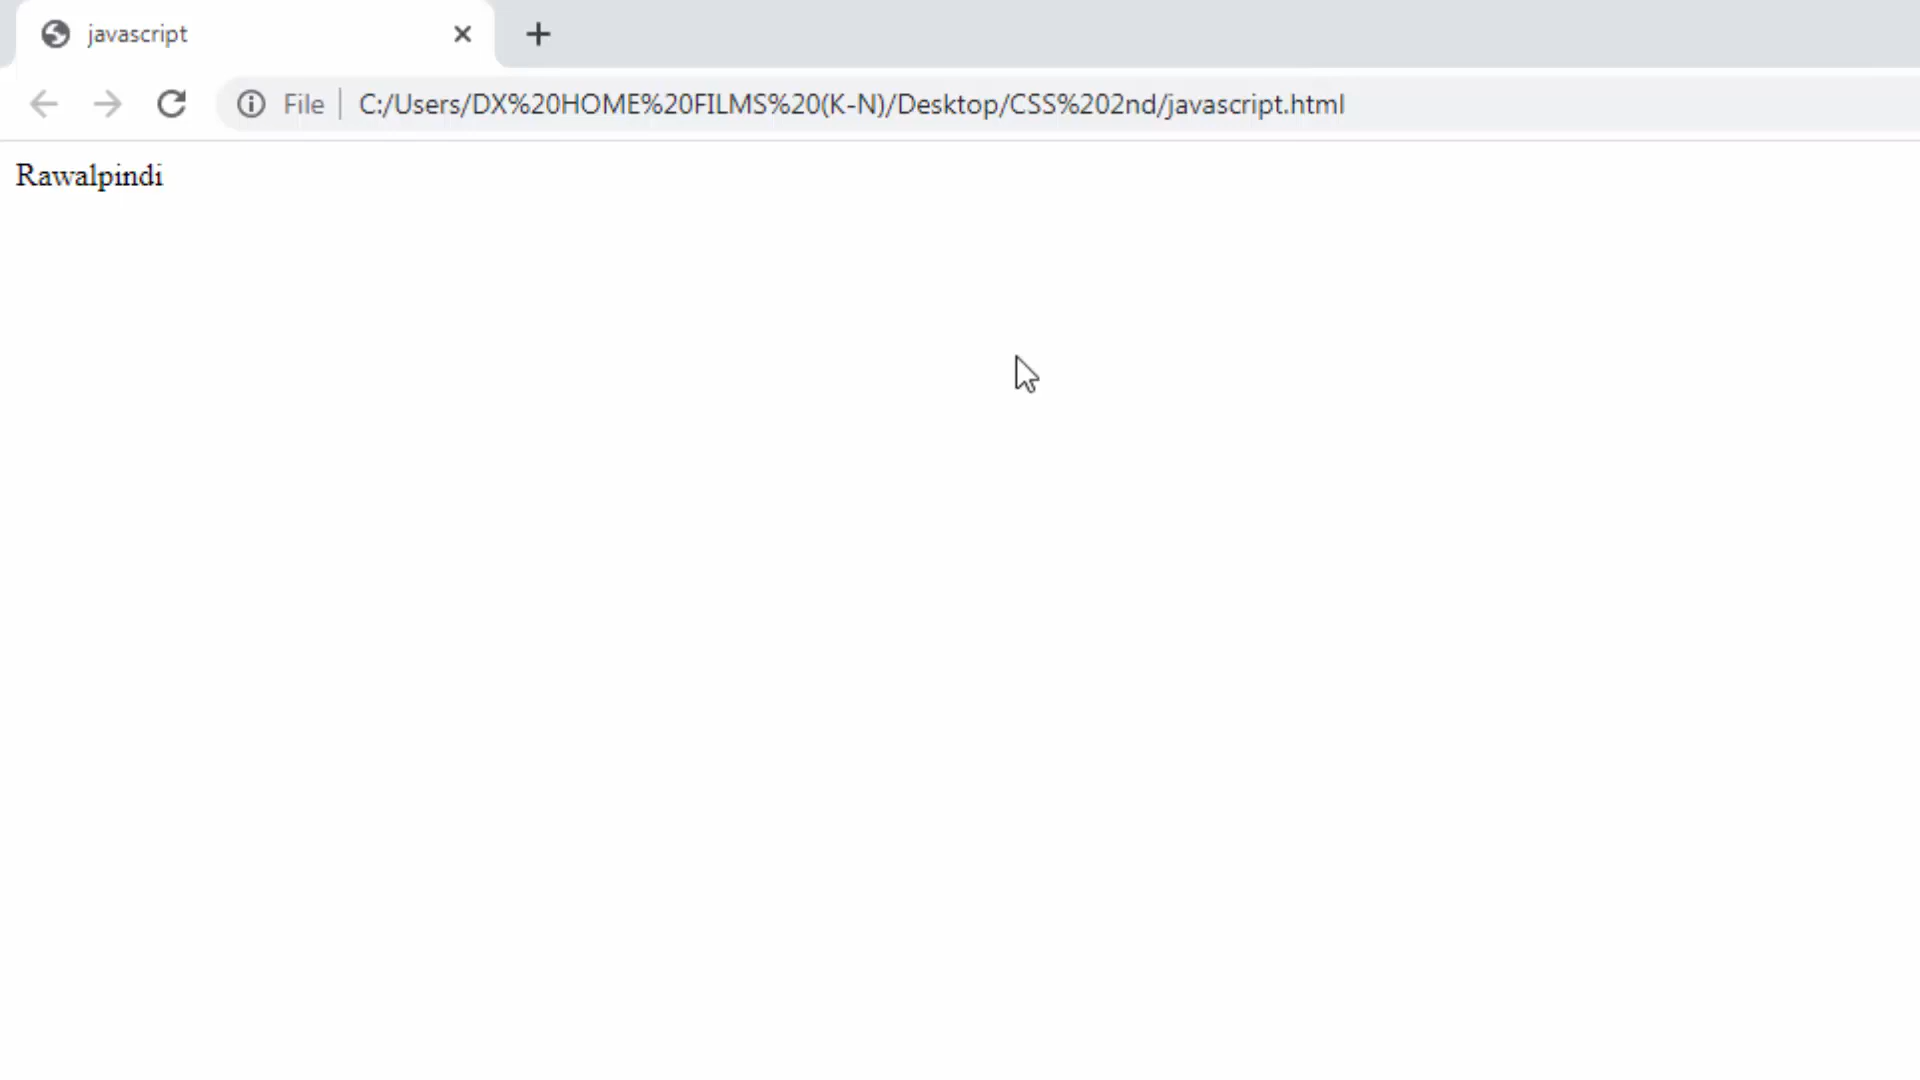 javascript
File C:/Users/DX%20HOME%20FILMS%20(K-N)/Desktop/CSS%202nd/javascript.html
Rawalpindi